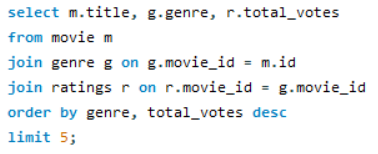 select m.title, g.genre, r.total_votes
from movie m
join genre g on g.movie_id = m.id
join ratings r on r.movie_id = g.movie_id
order by genre, total_votes desc
limit 5;